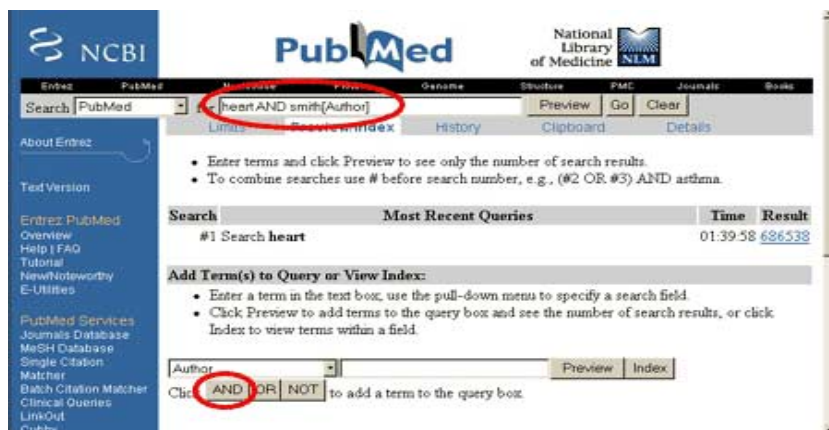 NCBI
PubMed
National
Library
of Medicine NLM
Entrez PubMed Genome Structure PMC Journals Books
Search PubMed heart AND smith[Author] Preview Go Clear
Limits Preview/Index History Clipboard Details
About Entrez
Text Version
Entrez PubMed
Overview
Help | FAQ
Tutorial
New/Noteworthy
E-Utilities
PubMed Services
Journals Database
MeSH Database
Single Citation
Matcher
Batch Citation Matcher
Clinical Queries
LinkOut
Cubby
• Enter terms and click Preview to see only the number of search results.
• To combine searches use # before search number, e.g., (#2 OR #3) AND asthma.
Search Most Recent Queries Time Result
#1 Search heart 01:39:58 686538
Add Term(s) to Query or View Index:
• Enter a term in the text box, use the pull-down menu to specify a search field.
• Click Preview to add terms to the query box and see the number of search results, or click
Index to view terms within a field.
Author Preview Index
Click AND OR NOT to add a term to the query box.